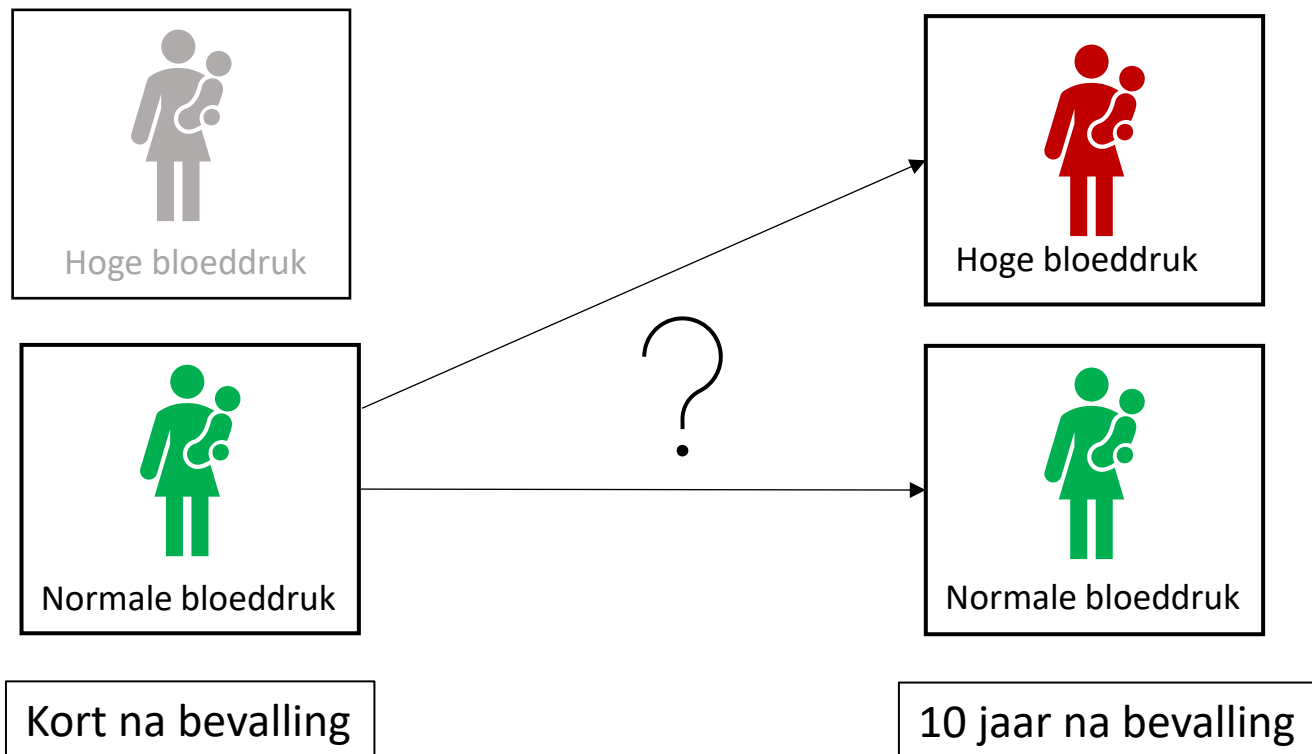 Hoge bloeddruk
Hoge bloeddruk
?
Normale bloeddruk
Normale bloeddruk
Kort na bevalling
10 jaar na bevalling